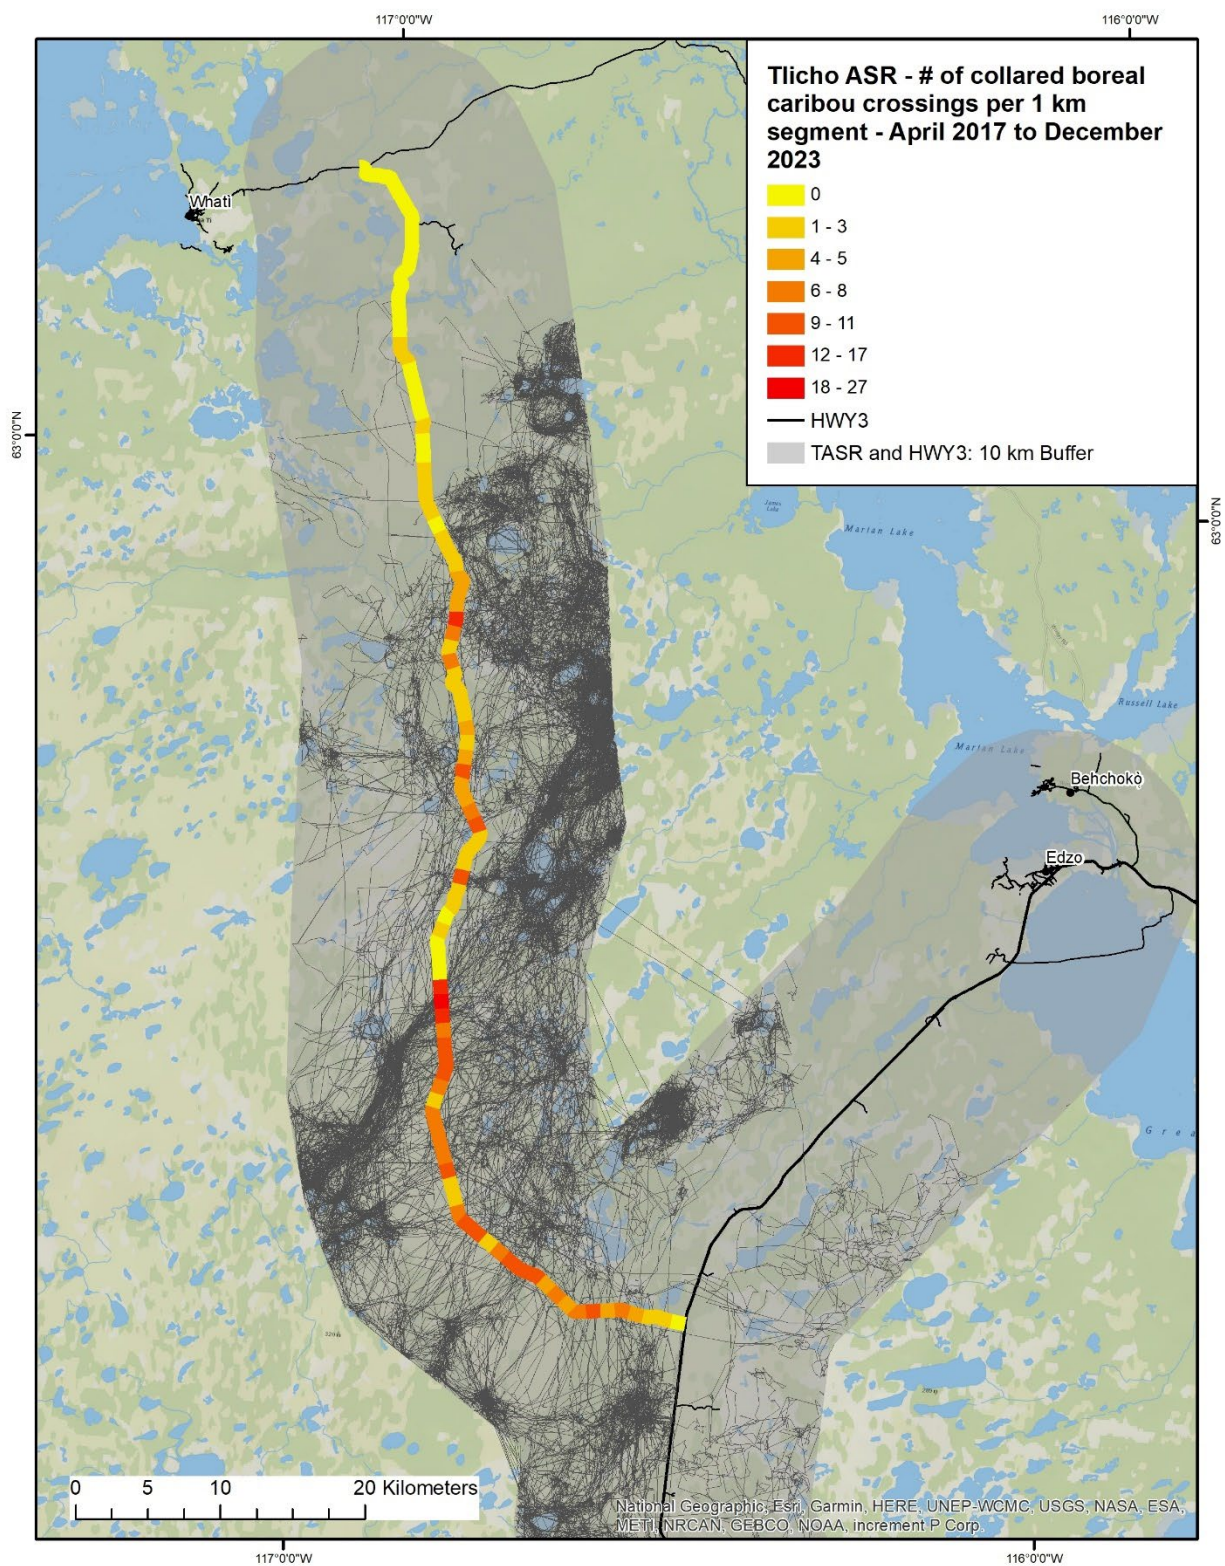 117°0'0"W
116°0'0"W
Tlicho ASR - # of collared boreal
caribou crossings per 1 km
segment - April 2017 to December
2023
0
1 - 3
4 - 5
6 - 8
9 - 11
12 - 17
18 - 27
HWY3
TASR and HWY3: 10 km Buffer
Whatì
63°0'0"N
63°0'0"N
James
Lake
Marian Lake
Russell Lake
Marian Lake
Behchokǫ̀
Edzo
Grea
0 5 10 20 Kilometers
National Geographic, Esri, Garmin, HERE, UNEP-WCMC, USGS, NASA, ESA,
METI, NRCAN, GEBCO, NOAA, increment P Corp.
117°0'0"W
116°0'0"W